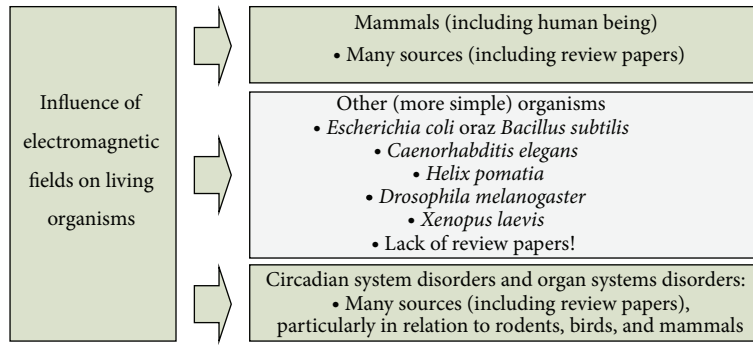 Influence of
electromagnetic
fields on living
organisms
Mammals (including human being)
• Many sources (including review papers)
Other (more simple) organisms
• Escherichia coli oraz Bacillus subtilis
• Caenorhabditis elegans
• Helix pomatia
• Drosophila melanogaster
• Xenopus laevis
• Lack of review papers!
Circadian system disorders and organ systems disorders:
• Many sources (including review papers),
particularly in relation to rodents, birds, and mammals